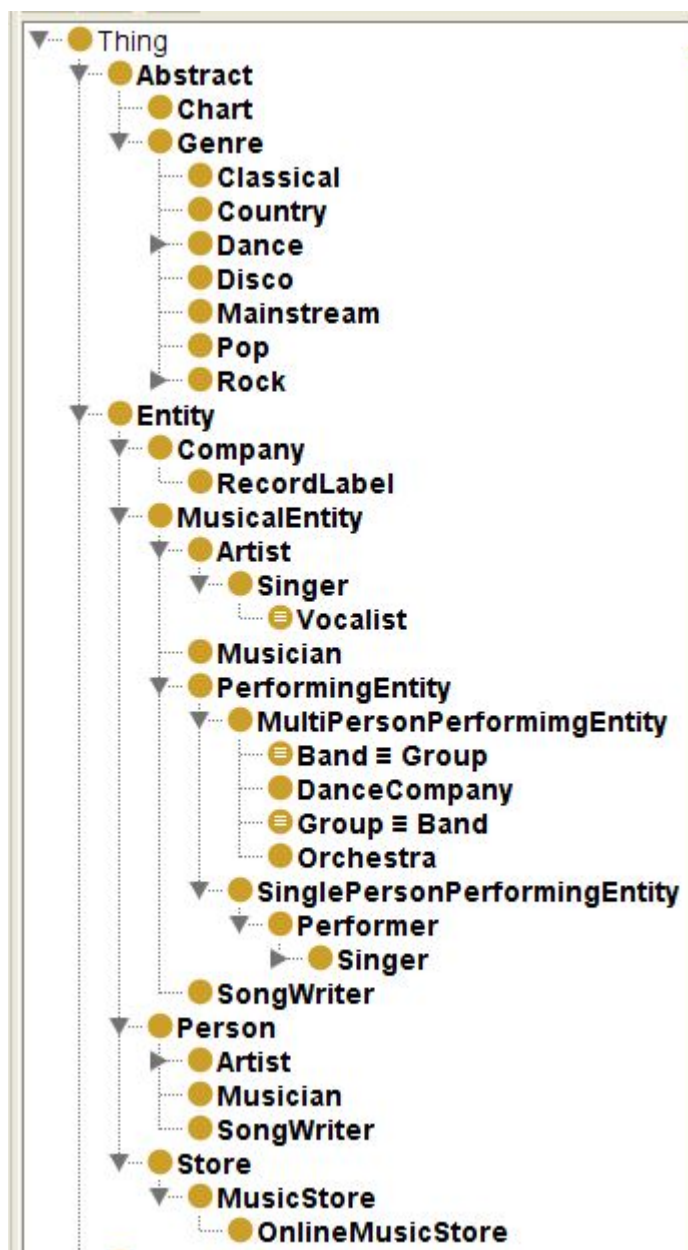 Thing
Abstract
Chart
Genre
Classical
Country
Dance
Disco
Mainstream
Pop
Rock
Entity
Company
RecordLabel
MusicalEntity
Artist
Singer
Vocalist
Musician
PerformingEntity
MultiPersonPerformimgEntity
Band ≡ Group
DanceCompany
Group ≡ Band
Orchestra
SinglePersonPerformingEntity
Performer
Singer
SongWriter
Person
Artist
Musician
SongWriter
Store
MusicStore
OnlineMusicStore